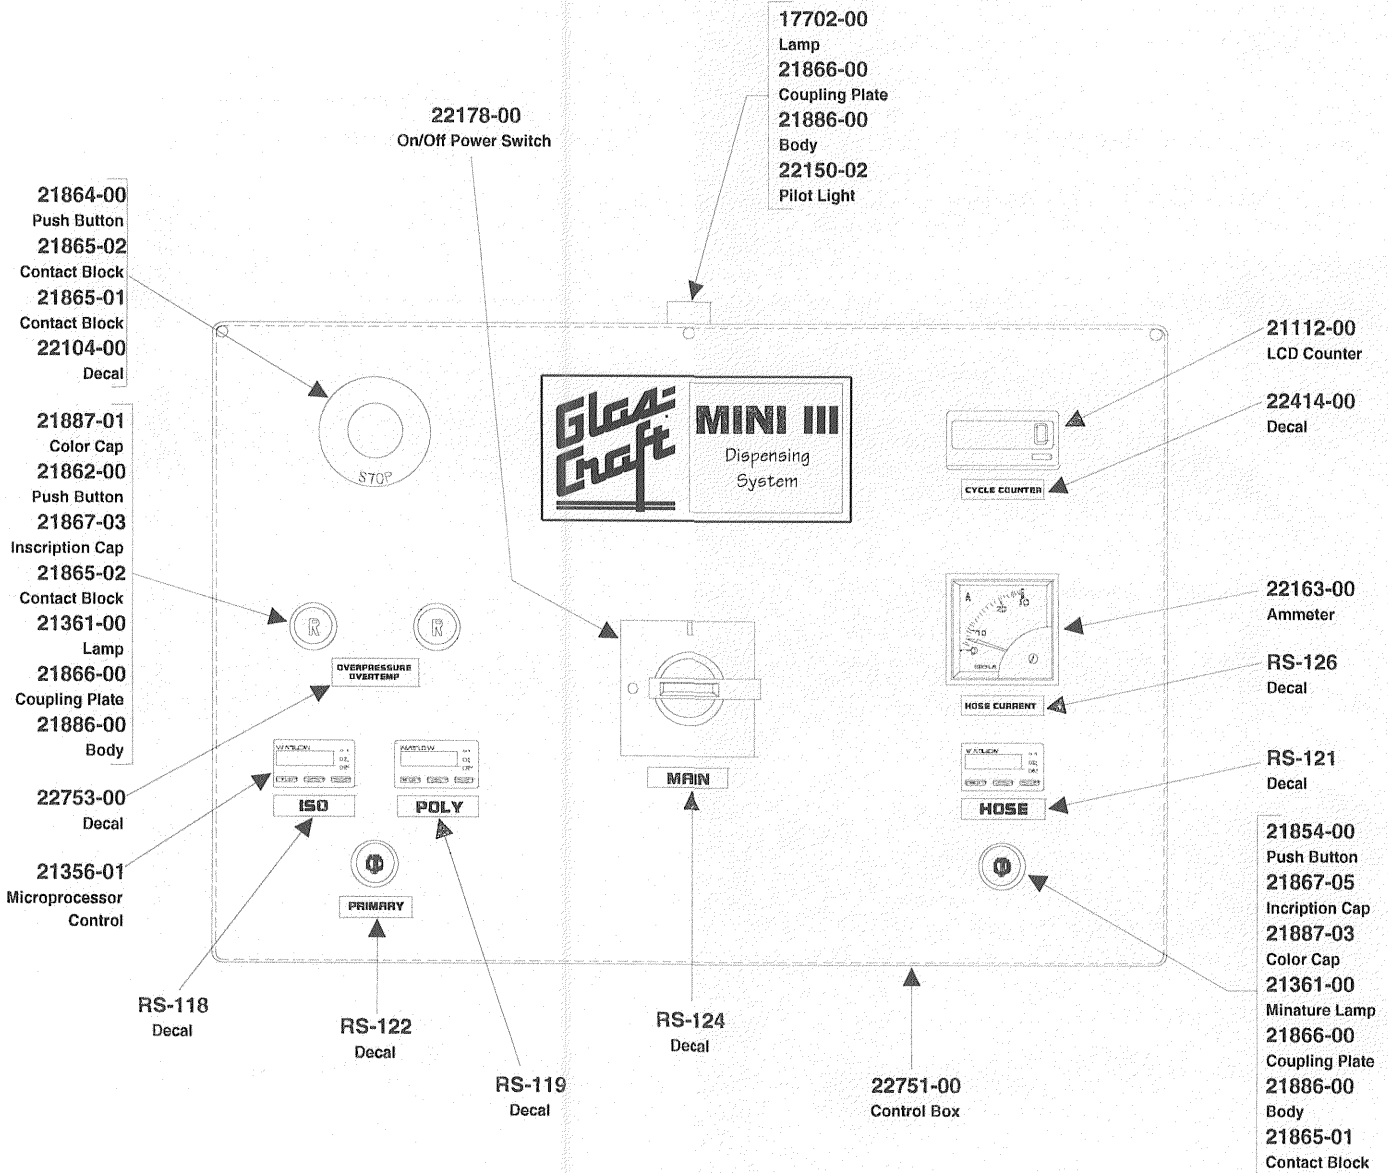 17702-00
Lamp
21866-00
Coupling Plate
21886-00
Body
22150-02
Pilot Light
22178-00
On/Off Power Switch
21864-00
Push Button
21865-02
Contact Block
21865-01
Contact Block
22104-00
Decal
21887-01
Color Cap
21862-00
Push Button
21867-03
Inscription Cap
21865-02
Contact Block
21361-00
Lamp
21866-00
Coupling Plate
21886-00
Body
22753-00
Decal
21356-01
Microprocessor
Control
STOP
Glas-
Craft
MINI III
Dispensing
System
CYCLE COUNTER
R
R
OVERPRESSURE
OVERTEMP
A
HOSE CURRENT
WATLOW
WATLOW
WATLOW
ISO
POLY
MAIN
HOSE
PRIMARY
21112-00
LCD Counter
22414-00
Decal
22163-00
Ammeter
RS-126
Decal
RS-121
Decal
21854-00
Push Button
21867-05
Incription Cap
21887-03
Color Cap
21361-00
Minature Lamp
21866-00
Coupling Plate
21886-00
Body
21865-01
Contact Block
RS-118
Decal
RS-122
Decal
RS-119
Decal
RS-124
Decal
22751-00
Control Box